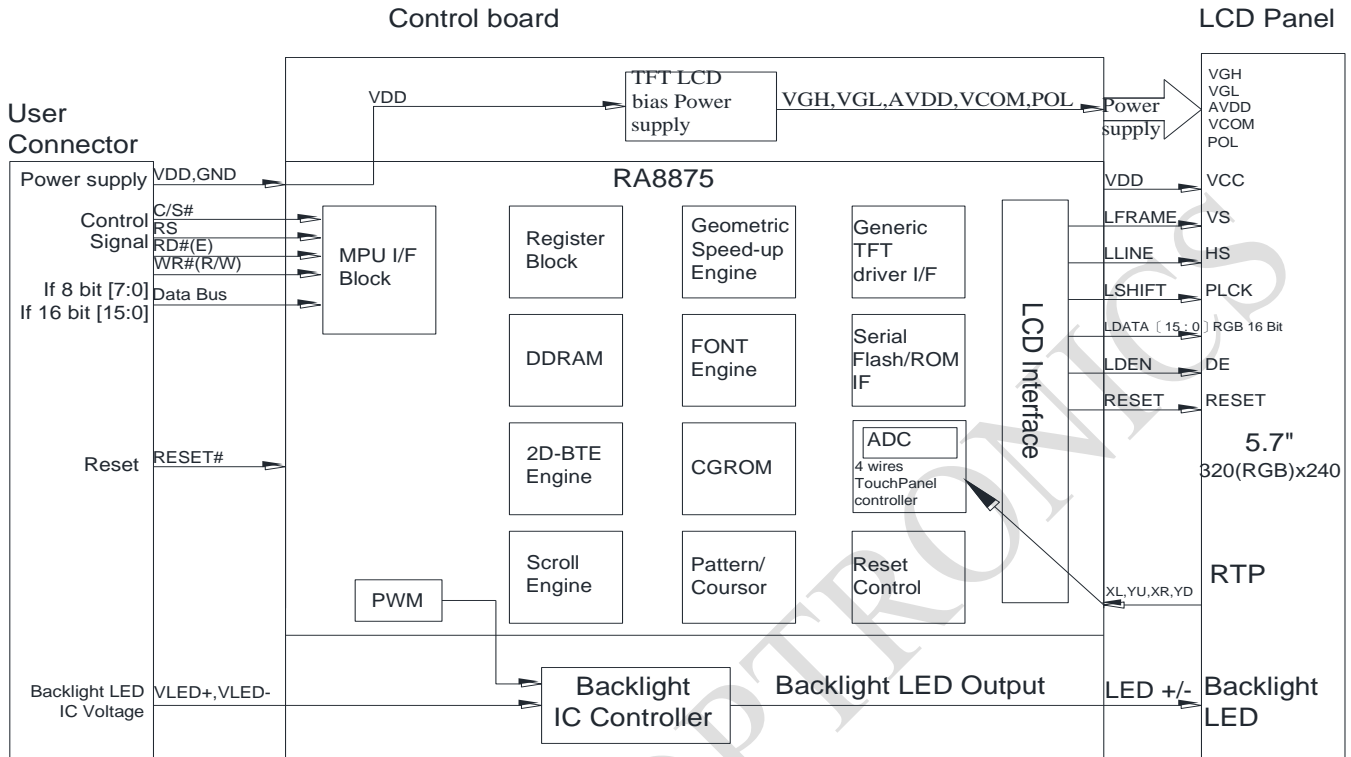 Control board
LCD Panel
User
Connector
Power supply
Control
Signal
If 8 bit [7:0]
If 16 bit [15:0]
Reset
Backlight LED
IC Voltage
VDD,GND
C/S#
RS
RD#(E)
WR#(R/W)
Data Bus
RESET#
VLED+,VLED-
VDD
TFT LCD
bias Power
supply
VGH,VGL,AVDD,VCOM,POL
Power
supply
RA8875
MPU I/F
Block
Register
Block
Geometric
Speed-up
Engine
Generic
TFT
driver I/F
DDRAM
FONT
Engine
Serial
Flash/ROM
IF
2D-BTE
Engine
CGROM
ADC
4 wires
TouchPanel
controller
Scroll
Engine
Pattern/
Coursor
Reset
Control
PWM
LCD Interface
Backlight
IC Controller
Backlight LED Output
VDD
LFRAME
LLINE
LSHIFT
LDATA〔15:0〕RGB 16 Bit
LDEN
RESET
XL,YU,XR,YD
LED +/-
VGH
VGL
AVDD
VCOM
POL
VCC
VS
HS
PLCK
DE
RESET
5.7"
320(RGB)x240
RTP
Backlight
LED